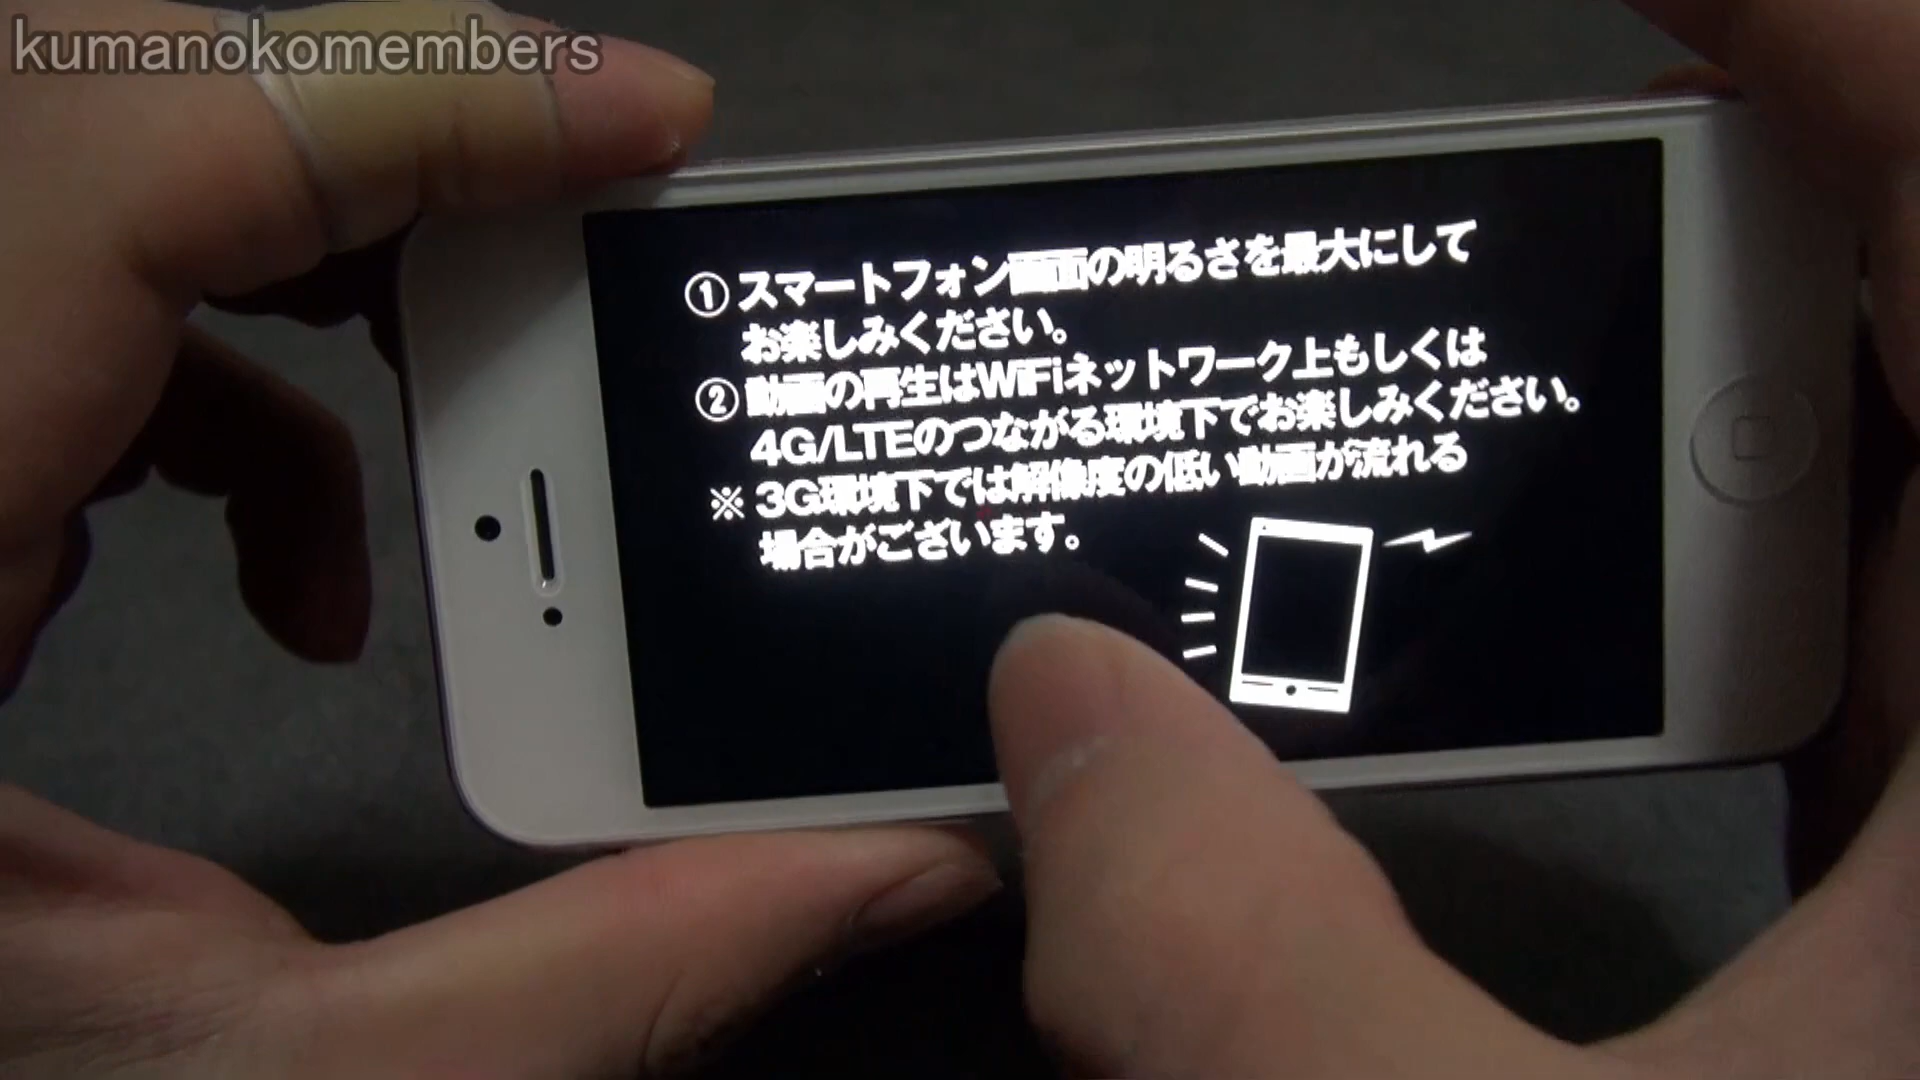 kumanokomembers
① スマートフォン画面の明るさを最大にして
お楽しみください。
② 動画の再生はWiFiネットワーク上もしくは
4G/LTEのつながる環境下でお楽しみください。
※ 3G環境下では解像度の低い動画が流れる
場合がございます。